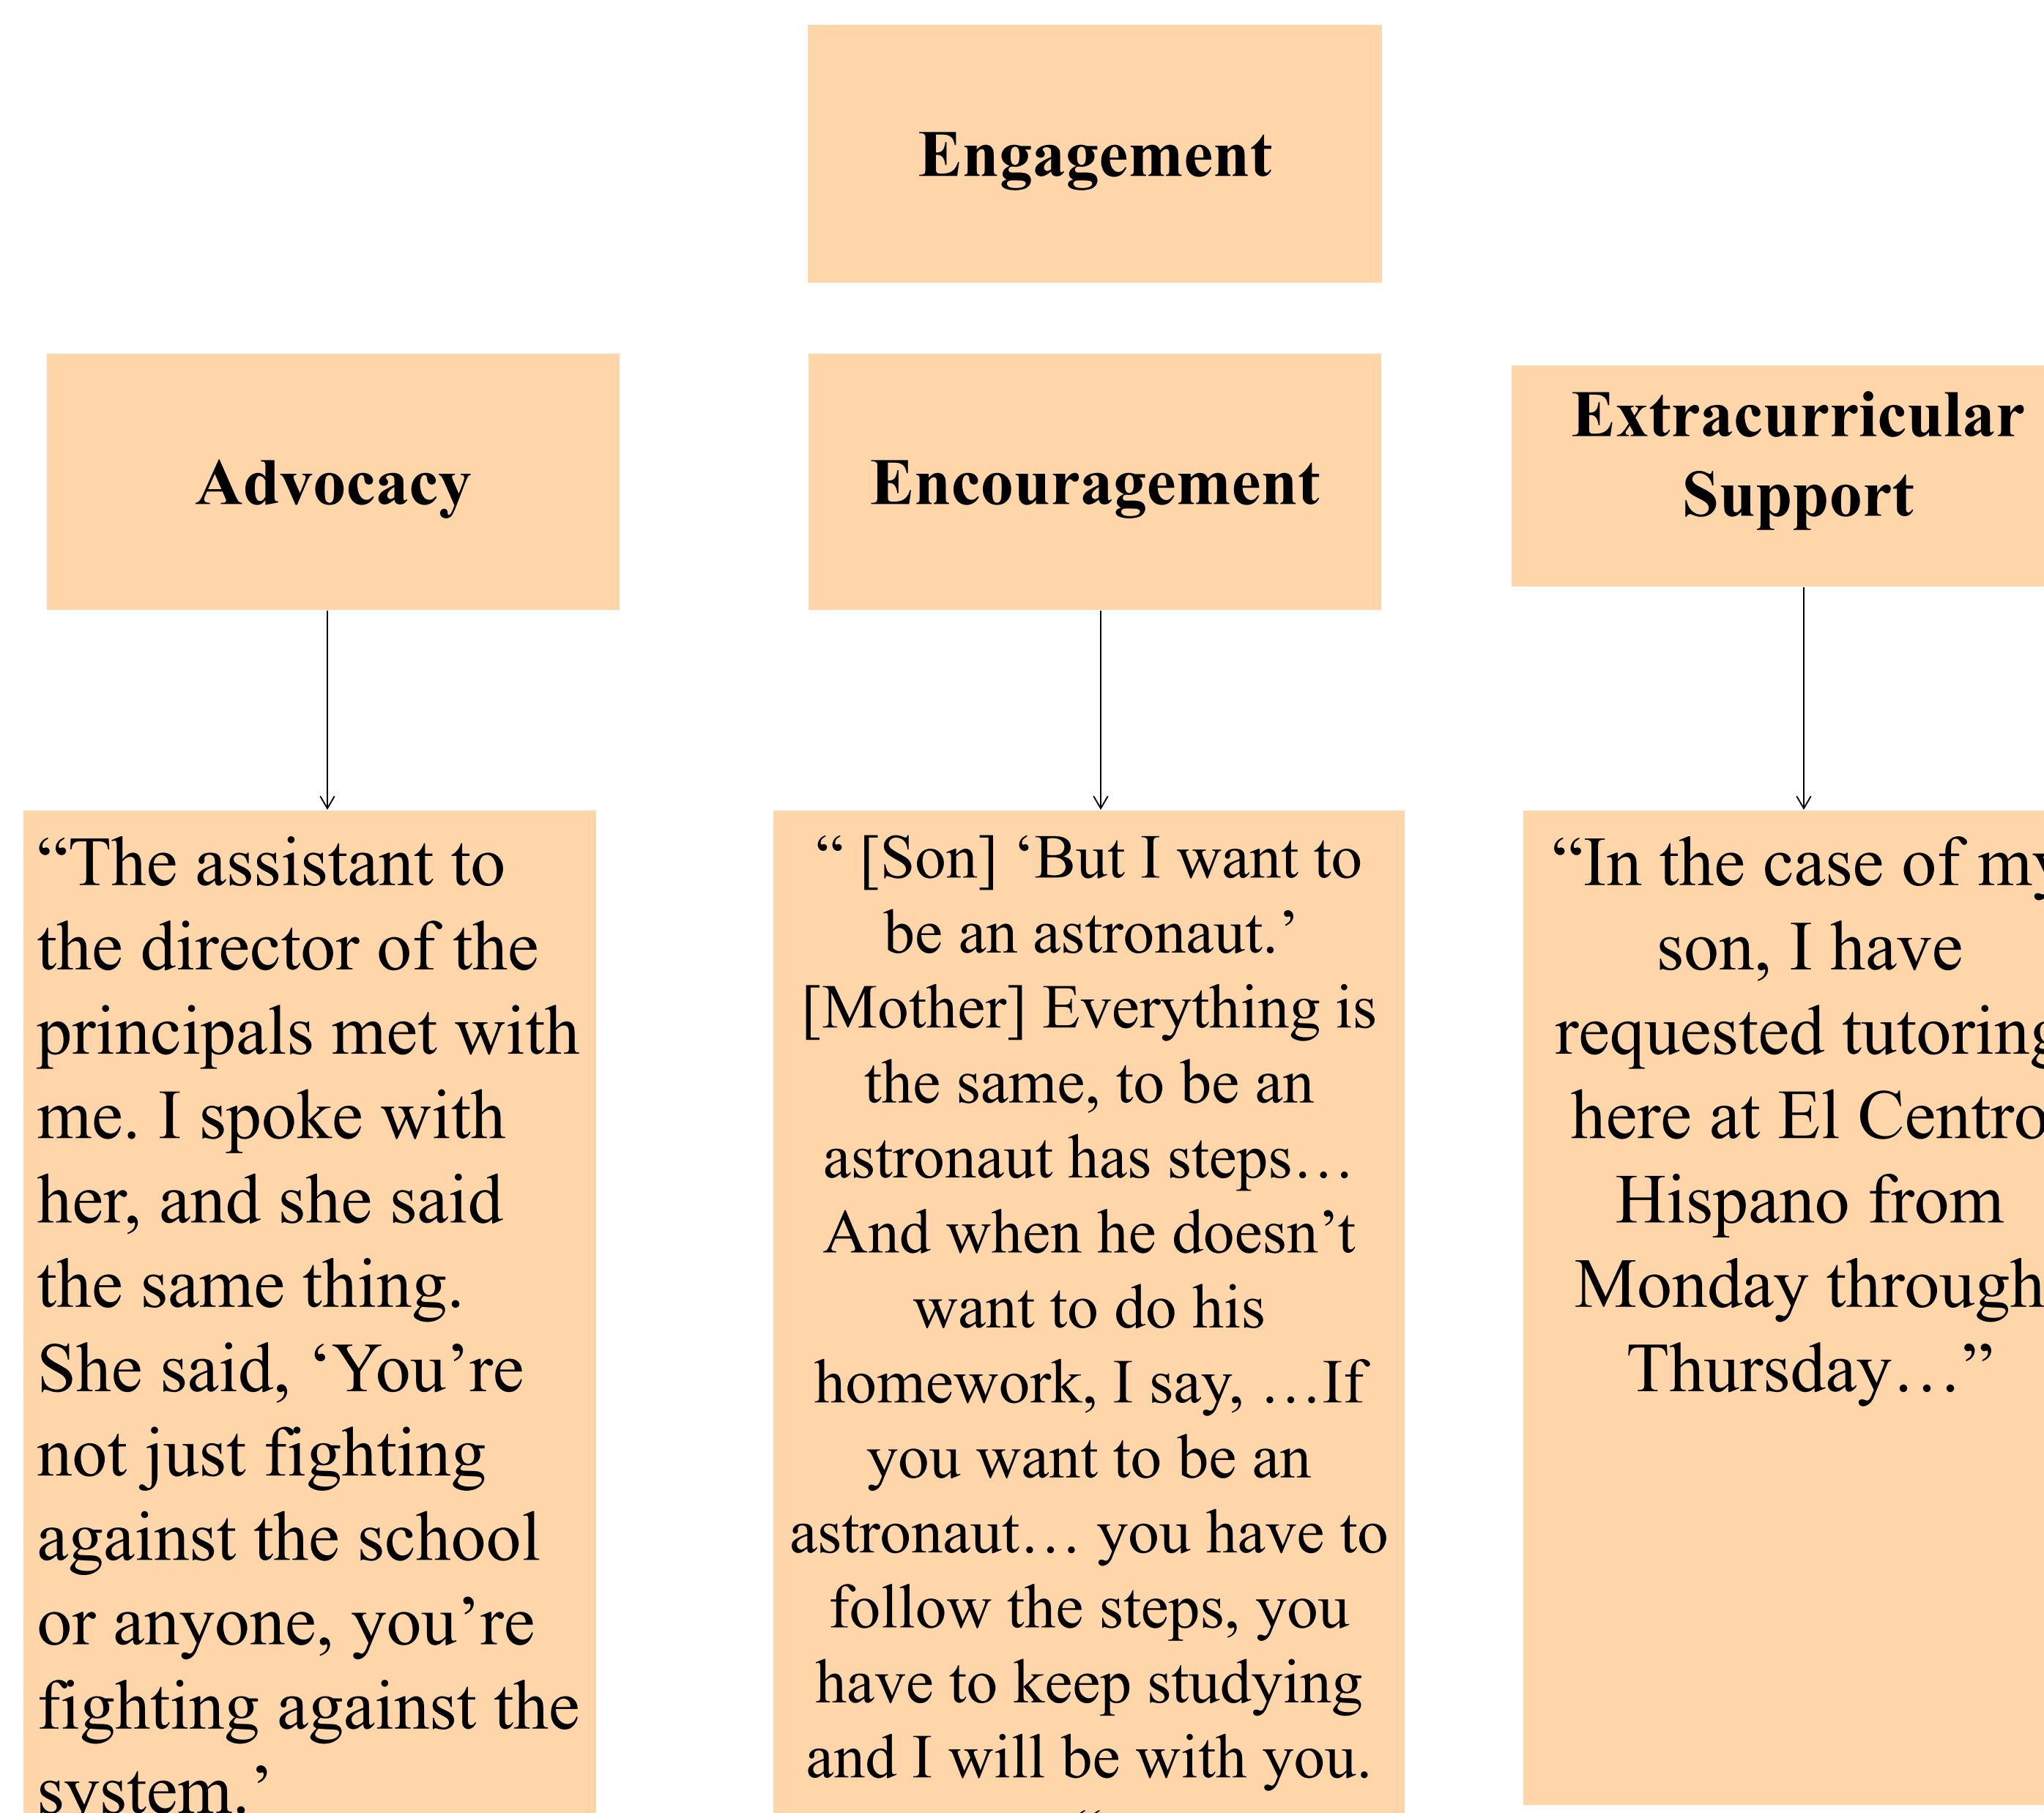 Engagement
Advocacy
Encouragement
Extracurricular
Support
“The assistant to
the director of the
principals met with
me. I spoke with
her, and she said
the same thing.
She said, ‘You’re
not just fighting
against the school
or anyone, you’re
fighting against the
system.’
“ [Son] ‘But I want to
be an astronaut.’
[Mother] Everything is
the same, to be an
astronaut has steps…
And when he doesn’t
want to do his
homework, I say, …If
you want to be an
astronaut… you have to
follow the steps, you
have to keep studying
and I will be with you.
“
“In the case of my
son, I have
requested tutoring
here at El Centro
Hispano from
Monday through
Thursday…”